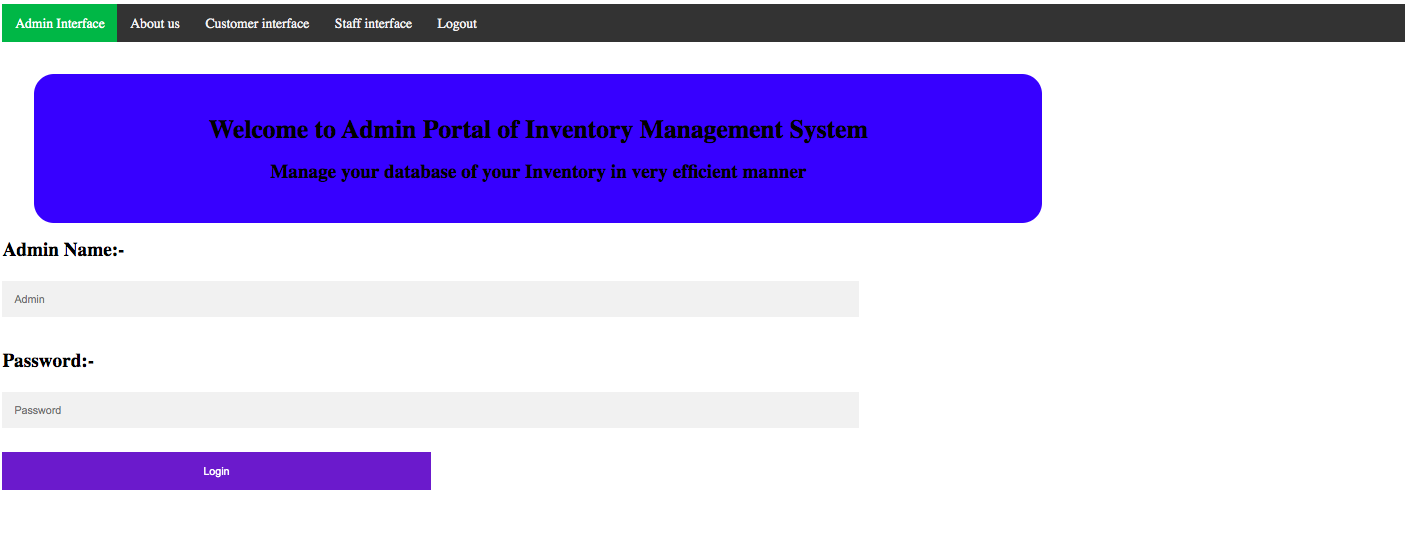 Admin Interface About us Customer interface Staff interface Logout
Welcome to Admin Portal of Inventory Management System
Manage your database of your Inventory in very efficient manner
Admin Name:-
Admin
Password:-
Password
Login